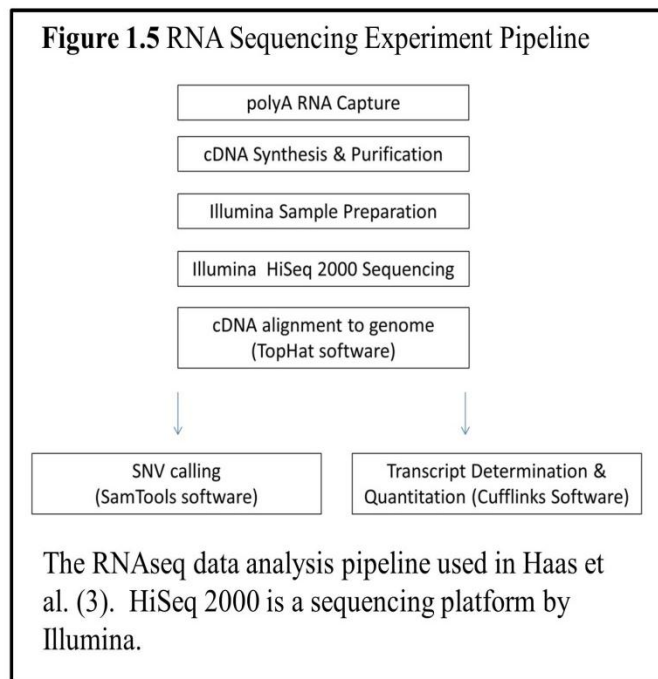 Figure 1.5 RNA Sequencing Experiment Pipeline
polyA RNA Capture
cDNA Synthesis & Purification
Illumina Sample Preparation
Illumina HiSeq 2000 Sequencing
cDNA alignment to genome
(TopHat software)
SNV calling
(SamTools software)
Transcript Determination &
Quantitation (Cufflinks Software)
The RNAseq data analysis pipeline used in Haas et
al. (3). HiSeq 2000 is a sequencing platform by
Illumina.